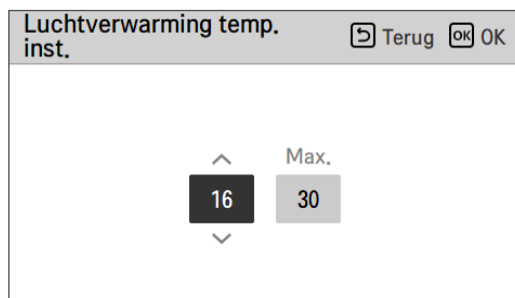 Luchtverwarming temp.
inst.
Terug OK OK
Max.
16 30